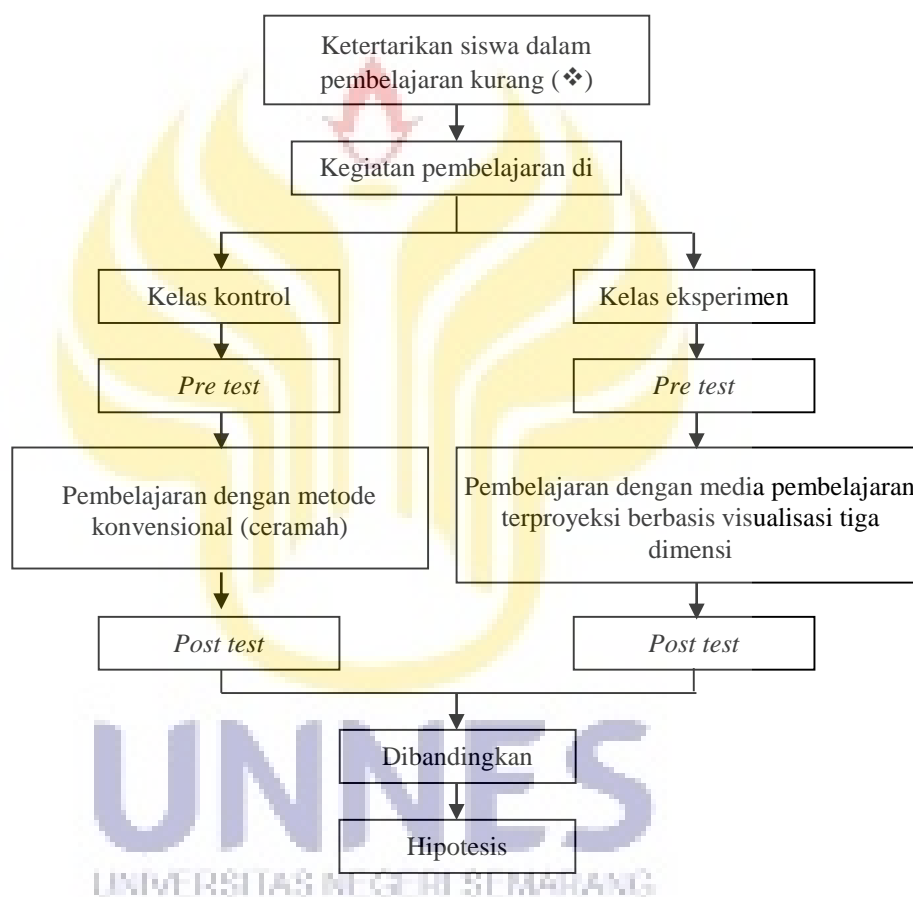 Ketertarikan siswa dalam
pembelajaran kurang (❖)
Kegiatan pembelajaran di
Kelas kontrol
Kelas eksperimen
Pre test
Pre test
Pembelajaran dengan metode
konvensional (ceramah)
Pembelajaran dengan media pembelajaran
terproyeksi berbasis visualisasi tiga
dimensi
Post test
Post test
Dibandingkan
Hipotesis
UNNES
UNIVERSITAS NEGERI SEMARANG